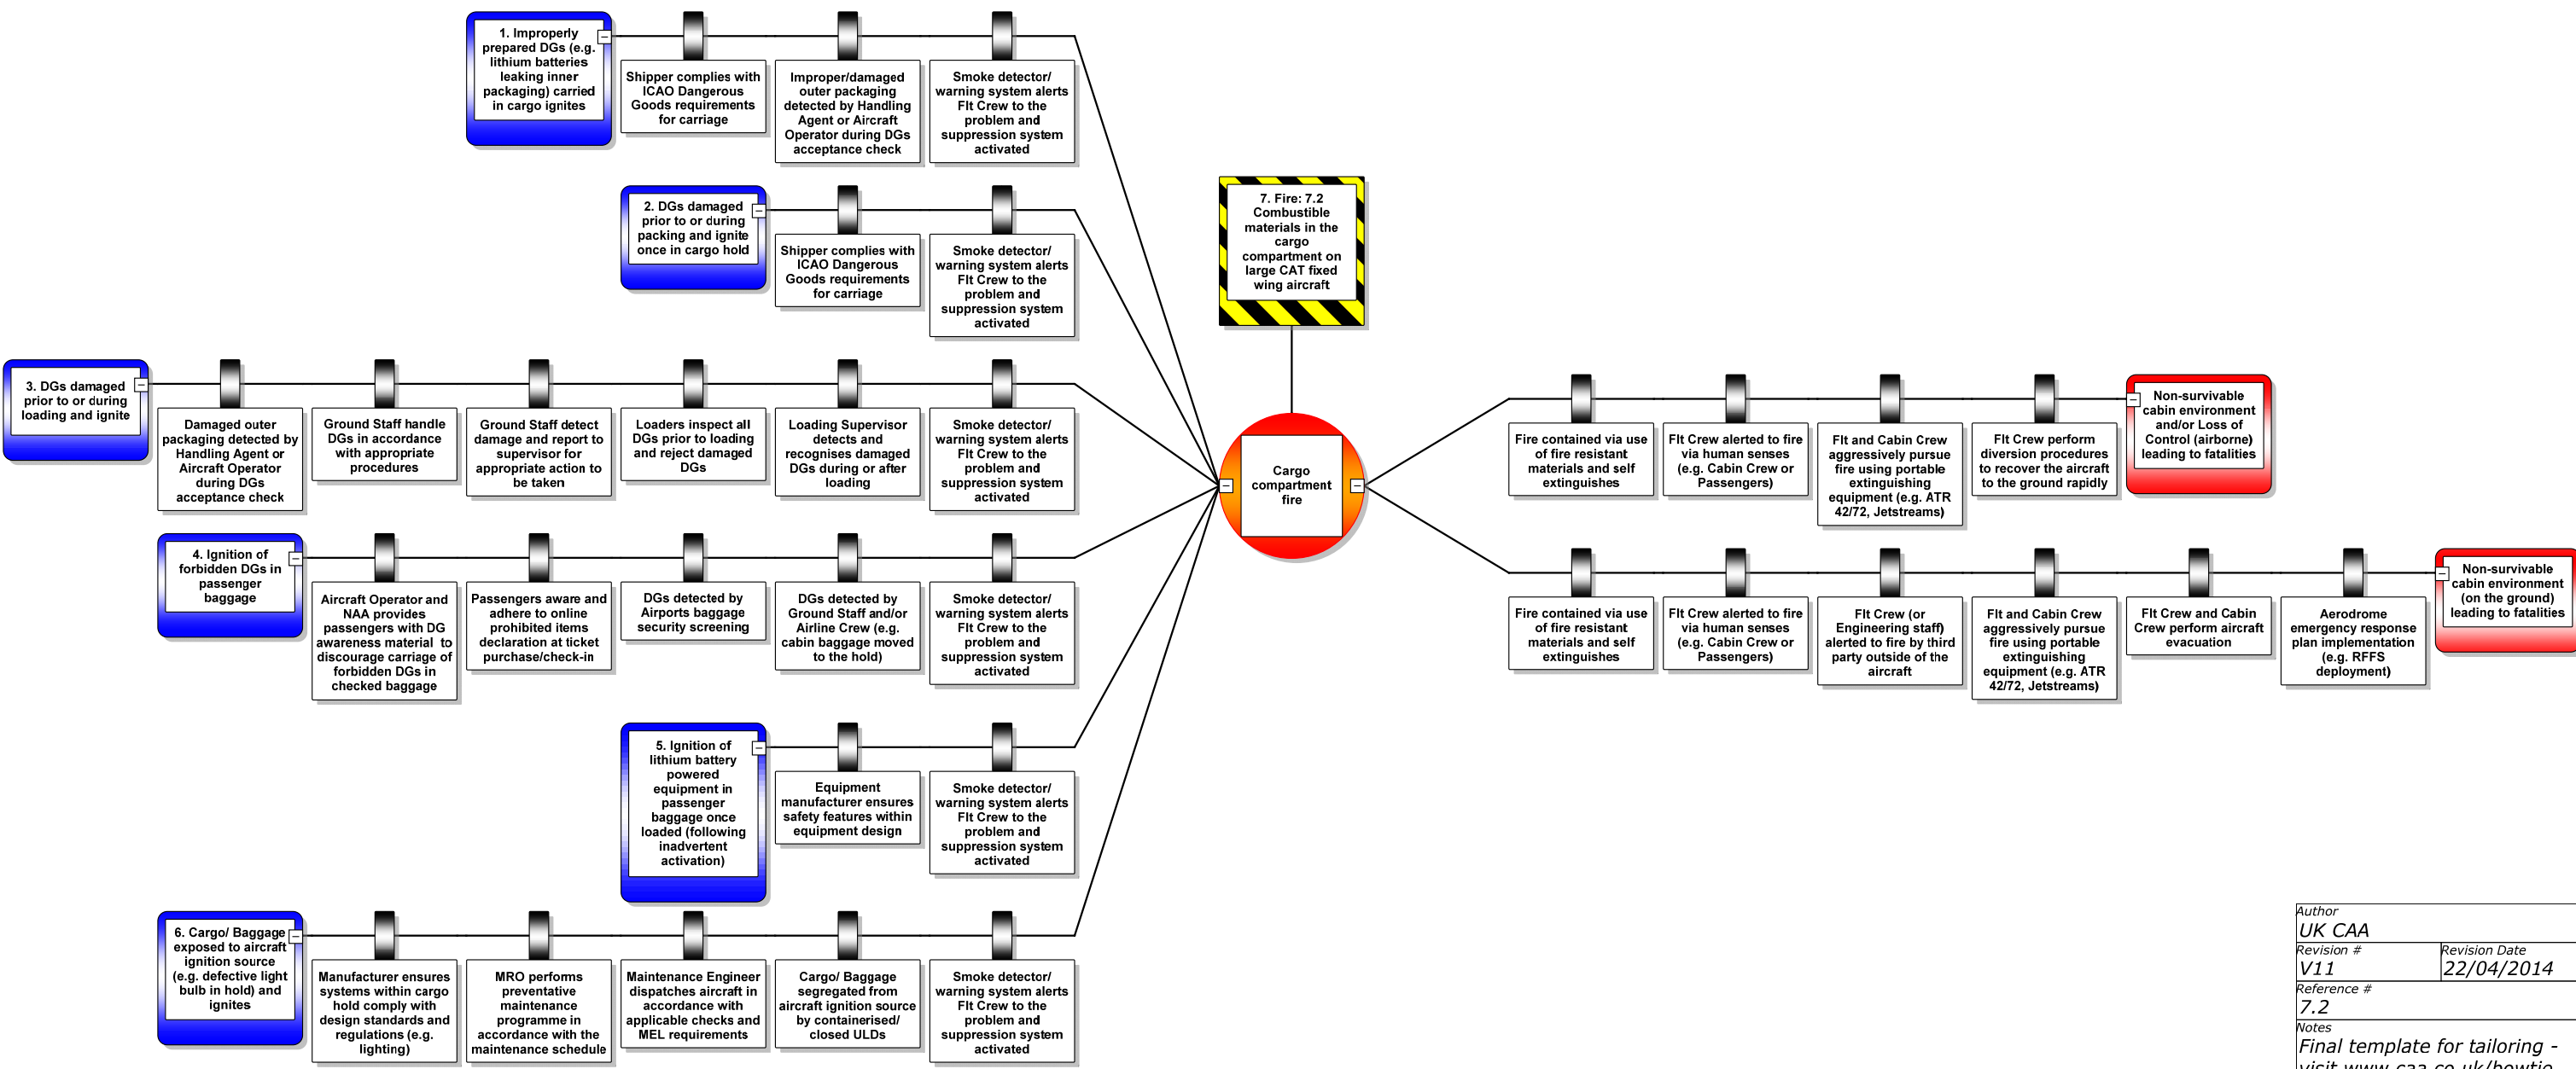 1. Improperly
prepared DGs (e.g.
lithium batteries
leaking inner
packaging) carried
in cargo ignites
Shipper complies with
ICAO Dangerous
Goods requirements
for carriage
Improper/damaged
outer packaging
detected by Handling
Agent or Aircraft
Operator during DGs
acceptance check
Smoke detector/
warning system alerts
Flt Crew to the
problem and
suppression system
activated
2. DGs damaged
prior to or during
packing and ignite
once in cargo hold
Shipper complies with
ICAO Dangerous
Goods requirements
for carriage
Smoke detector/
warning system alerts
Flt Crew to the
problem and
suppression system
activated
3. DGs damaged
prior to or during
loading and ignite
Damaged outer
packaging detected by
Handling Agent or
Aircraft Operator
during DGs
acceptance check
Ground Staff handle
DGs in accordance
with appropriate
procedures
Ground Staff detect
damage and report to
supervisor for
appropriate action to
be taken
Loaders inspect all
DGs prior to loading
and reject damaged
DGs
Loading Supervisor
detects and
recognises damaged
DGs during or after
loading
Smoke detector/
warning system alerts
Flt Crew to the
problem and
suppression system
activated
4. Ignition of
forbidden DGs in
passenger
baggage
Aircraft Operator and
NAA provides
passengers with DG
awareness material to
discourage carriage of
forbidden DGs in
checked baggage
Passengers aware and
adhere to online
prohibited items
declaration at ticket
purchase/check-in
DGs detected by
Airports baggage
security screening
DGs detected by
Ground Staff and/or
Airline Crew (e.g.
cabin baggage moved
to the hold)
Smoke detector/
warning system alerts
Flt Crew to the
problem and
suppression system
activated
5. Ignition of
lithium battery
powered
equipment in
passenger
baggage once
loaded (following
inadvertent
activation)
Equipment
manufacturer ensures
safety features within
equipment design
Smoke detector/
warning system alerts
Flt Crew to the
problem and
suppression system
activated
6. Cargo/ Baggage
exposed to aircraft
ignition source
(e.g. defective light
bulb in hold) and
ignites
Manufacturer ensures
systems within cargo
hold comply with
design standards and
regulations (e.g.
lighting)
MRO performs
preventative
maintenance
programme in
accordance with the
maintenance schedule
Maintenance Engineer
dispatches aircraft in
accordance with
applicable checks and
MEL requirements
Cargo/ Baggage
segregated from
aircraft ignition source
by containerised/
closed ULDs
Smoke detector/
warning system alerts
Flt Crew to the
problem and
suppression system
activated
7. Fire: 7.2
Combustible
materials in the
cargo
compartment on
large CAT fixed
wing aircraft
Cargo
compartment
fire
Fire contained via use
of fire resistant
materials and self
extinguishes
Flt Crew alerted to fire
via human senses
(e.g. Cabin Crew or
Passengers)
Flt and Cabin Crew
aggressively pursue
fire using portable
extinguishing
equipment (e.g. ATR
42/72, Jetstreams)
Flt Crew perform
diversion procedures
to recover the aircraft
to the ground rapidly
Non-survivable
cabin environment
and/or Loss of
Control (airborne)
leading to fatalities
Fire contained via use
of fire resistant
materials and self
extinguishes
Flt Crew alerted to fire
via human senses
(e.g. Cabin Crew or
Passengers)
Flt Crew (or
Engineering staff)
alerted to fire by third
party outside of the
aircraft
Flt and Cabin Crew
aggressively pursue
fire using portable
extinguishing
equipment (e.g. ATR
42/72, Jetstreams)
Flt Crew and Cabin
Crew perform aircraft
evacuation
Aerodrome
emergency response
plan implementation
(e.g. RFFS
deployment)
Non-survivable
cabin environment
(on the ground)
leading to fatalities
Author
UK CAA
Revision #
V11
Revision Date
22/04/2014
Reference #
7.2
Notes
Final template for tailoring -
visit www.caa.co.uk/bowtie